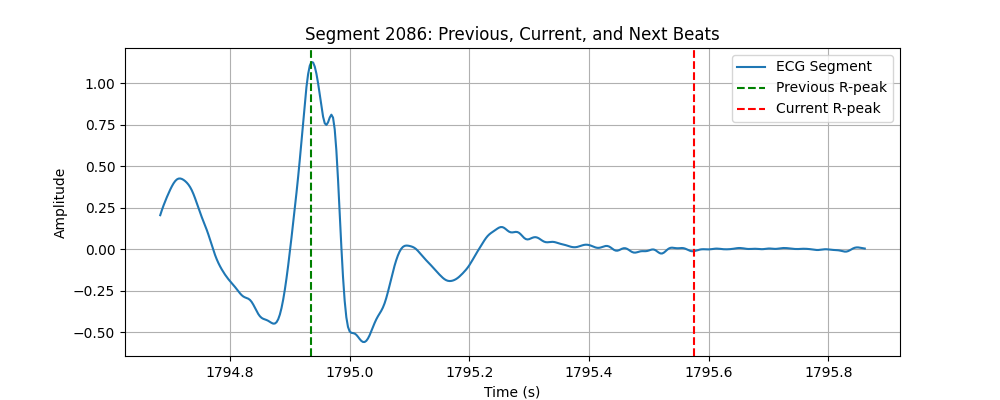 Segment 2086: Previous, Current, and Next Beats
ECG Segment
Previous R-peak
Current R-peak
Amplitude
1.00
0.75
0.50
0.25
0.00
−0.25
−0.50
1794.8 1795.0 1795.2 1795.4 1795.6 1795.8
Time (s)